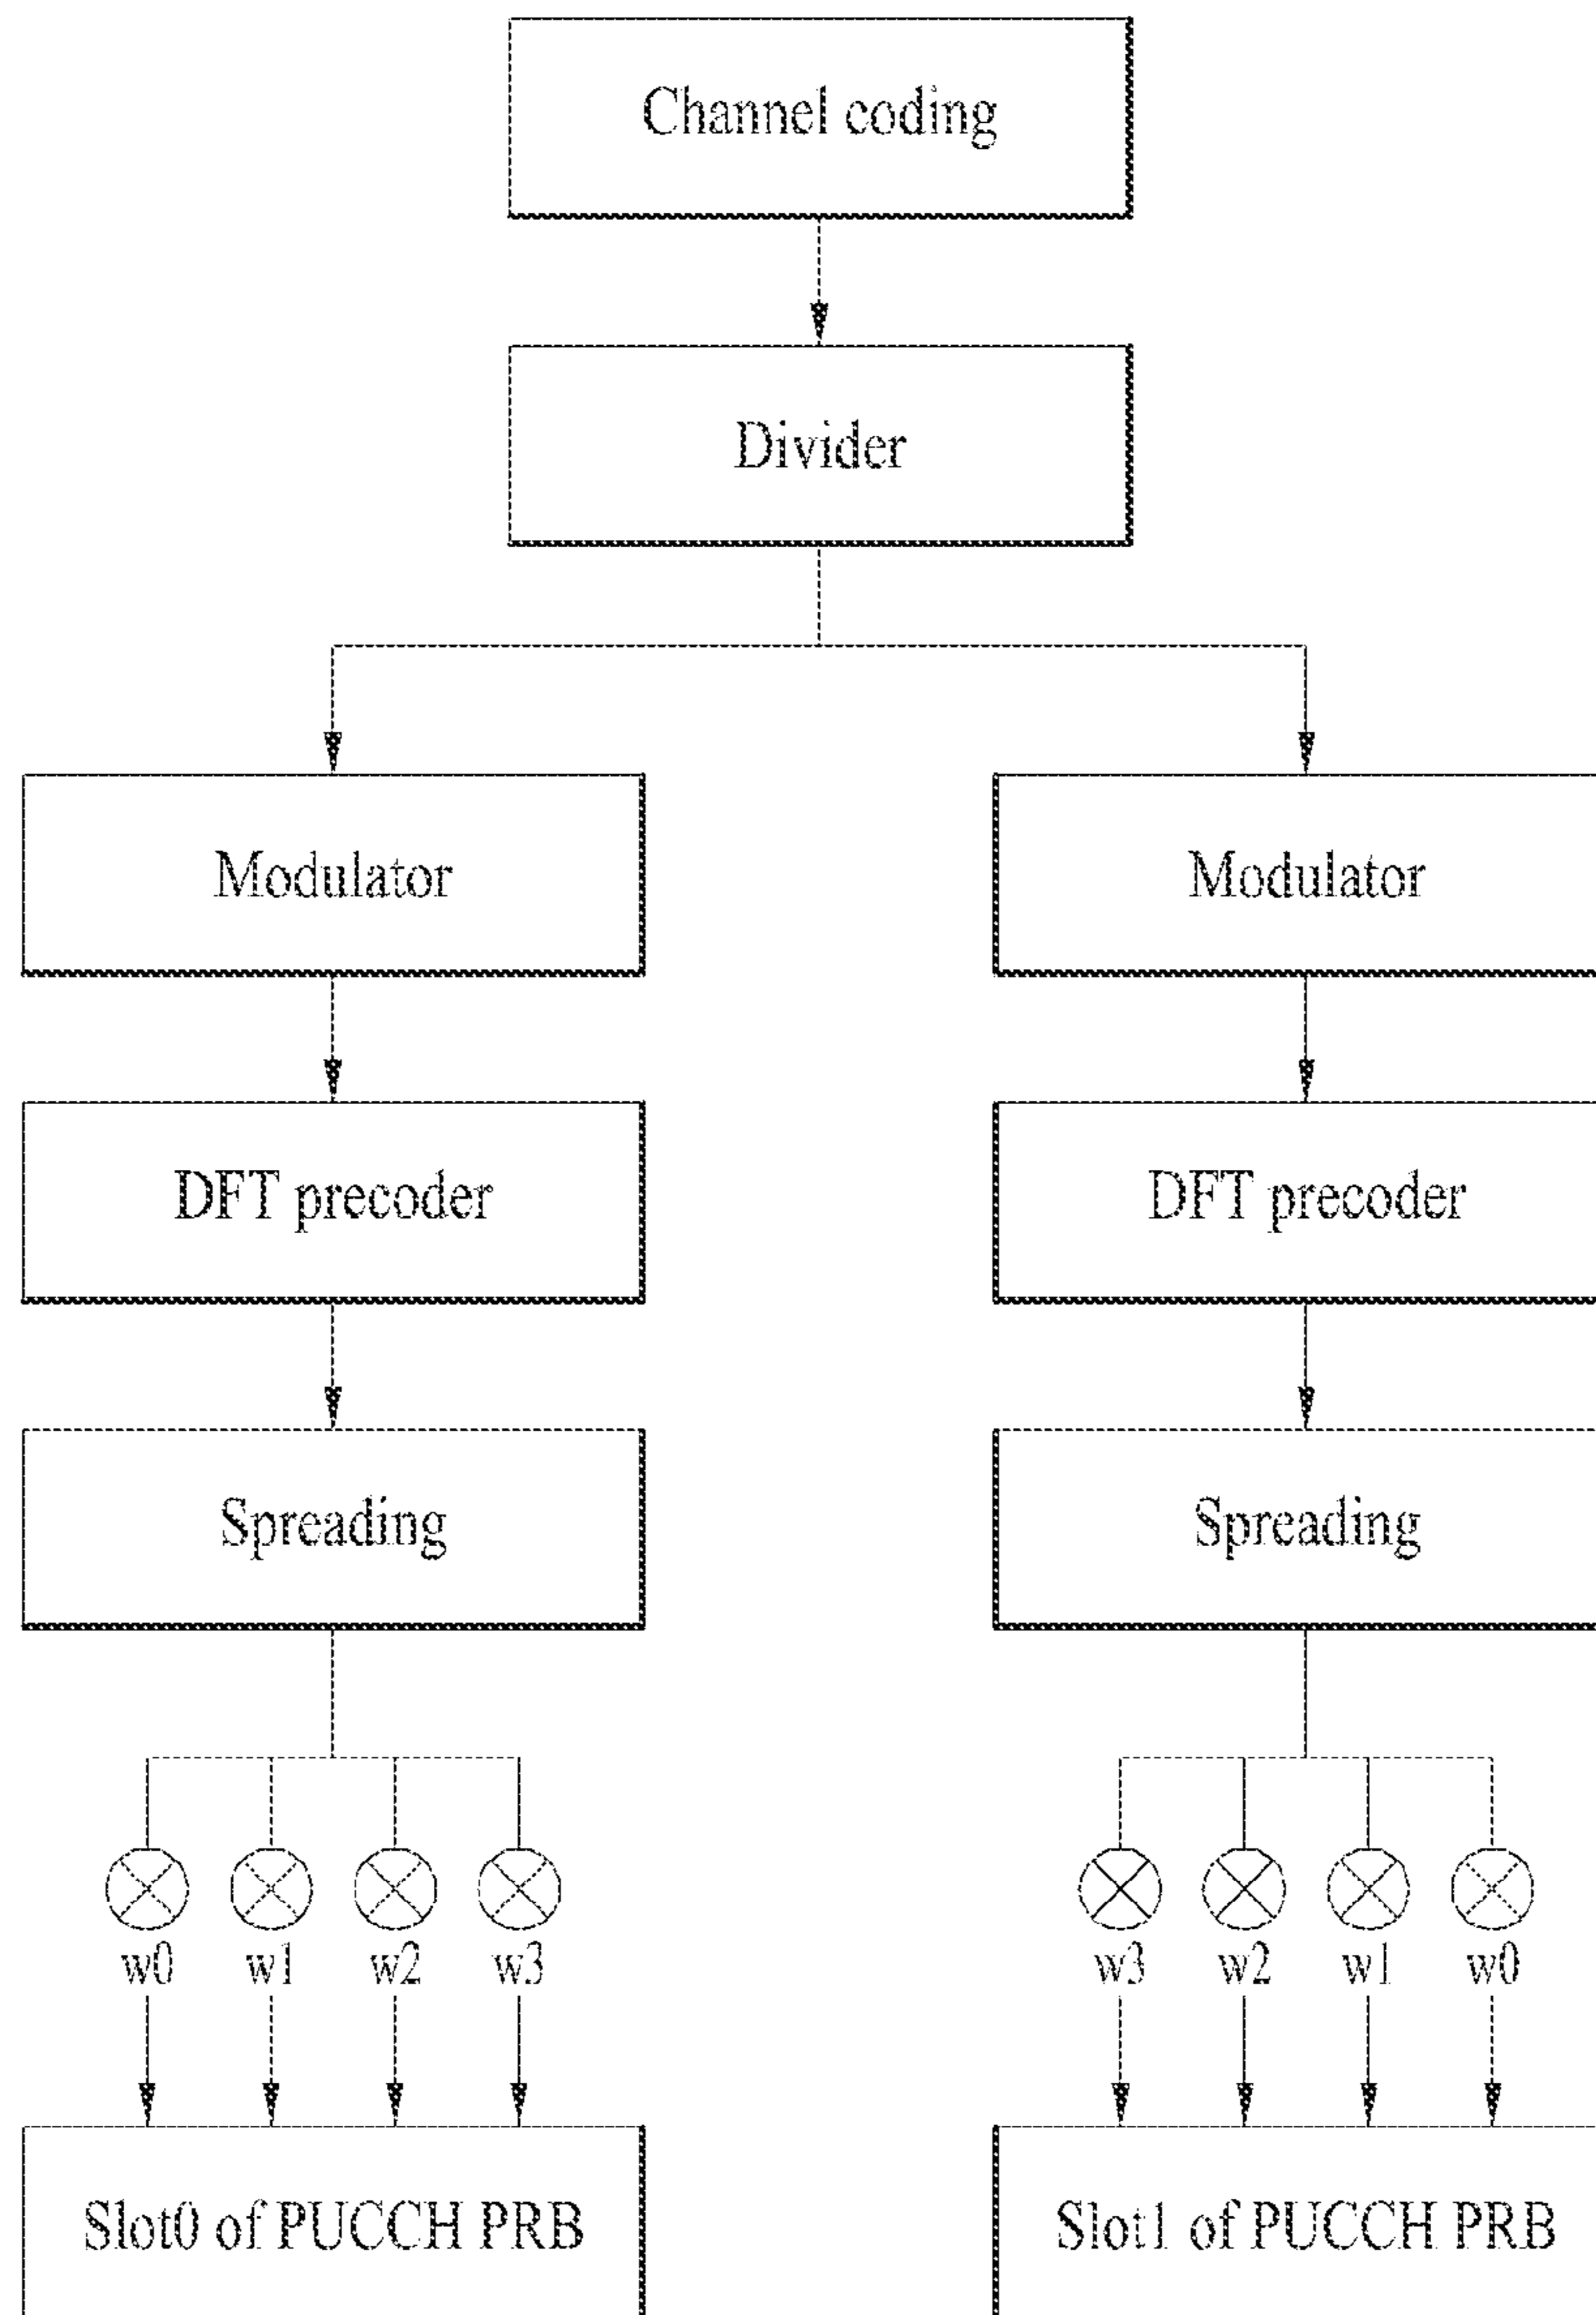 Channel coding
Divider
Modulator Modulator
DFT precoder DFT precoder
Spreading Spreading
w0 w1 w2 w3 w3 w2 w1 w0
Slot0 of PUCCH PRB Slot1 of PUCCH PRB